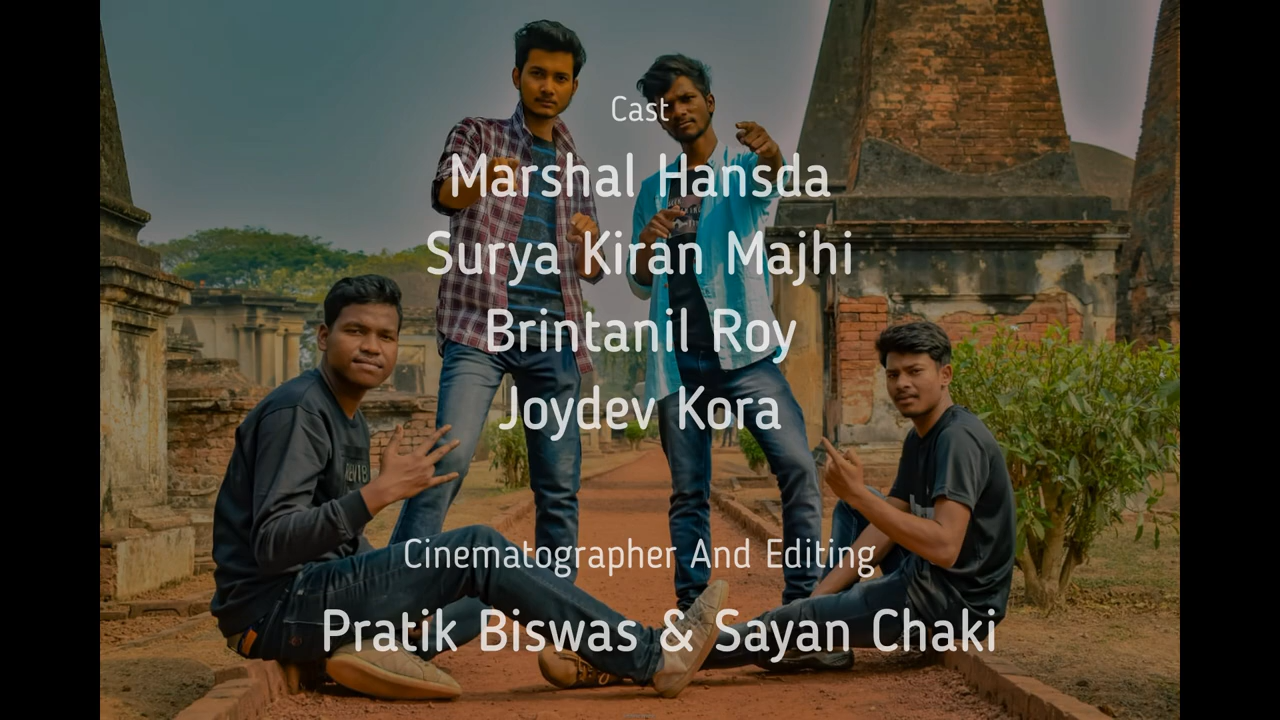 Cast
Marshal Hansda
Surya Kiran Majhi
Brintanil Roy
Joydev Kora
Cinematographer And Editing
Pratik Biswas & Sayan Chaki